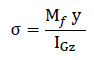 σ = M_f y / I_Gz